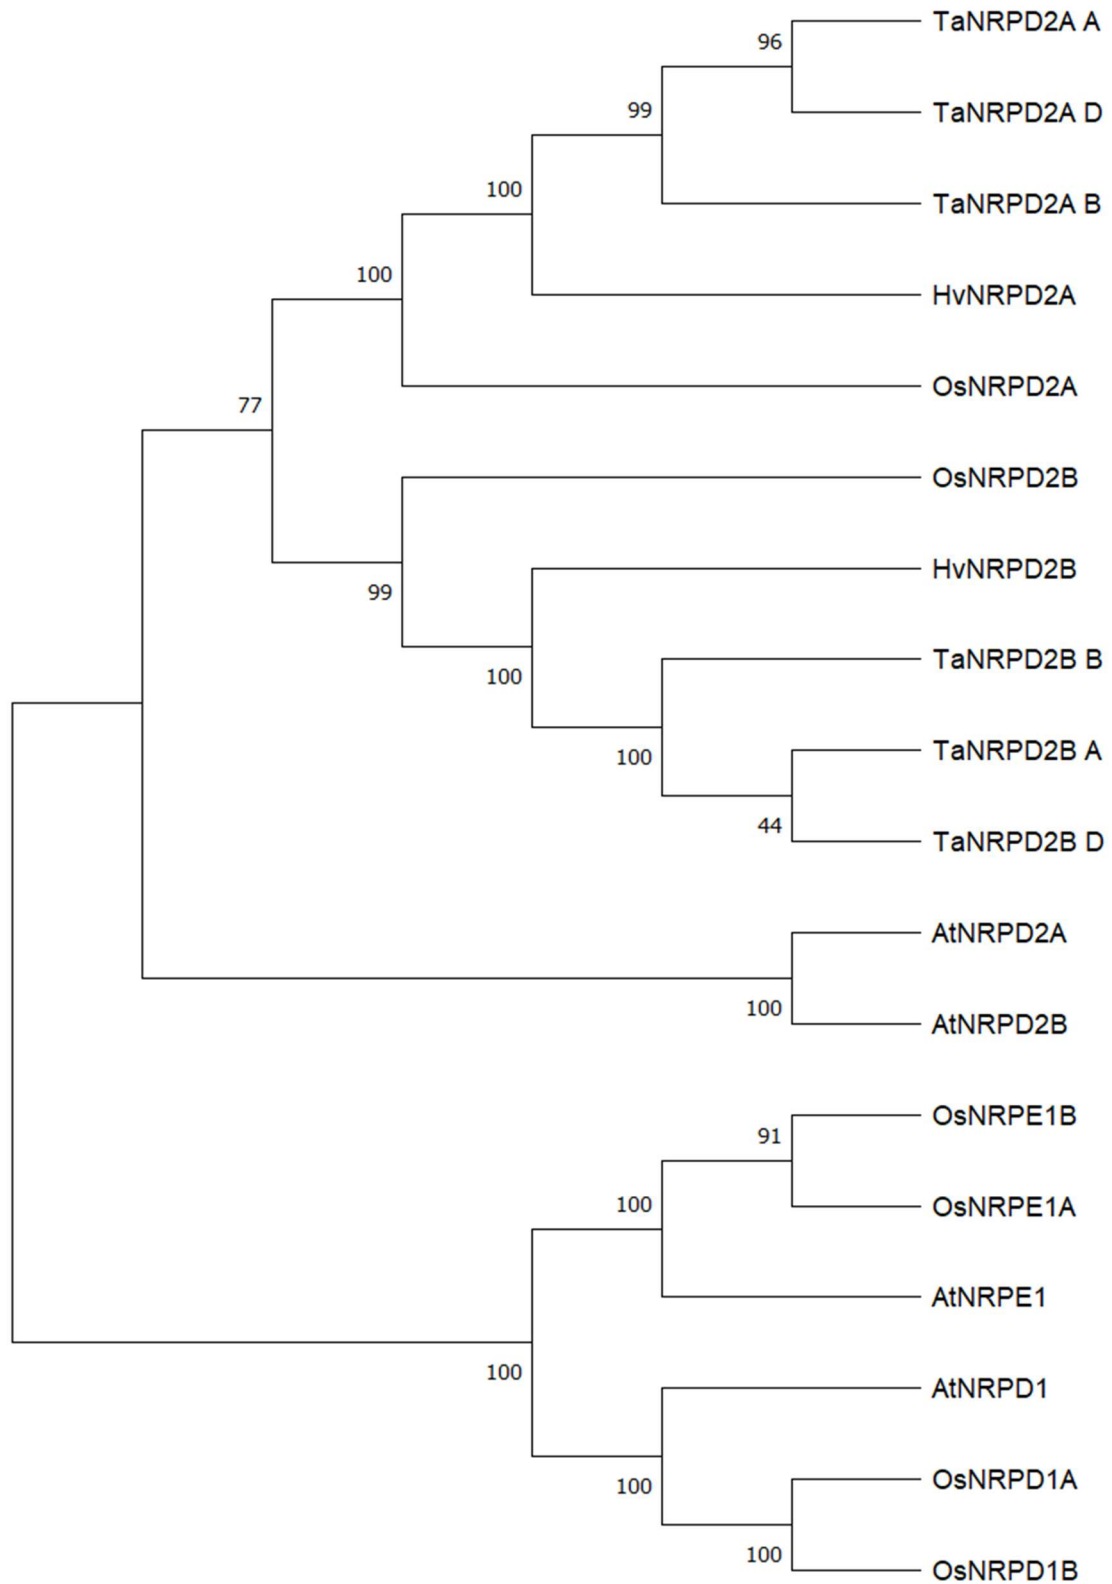 TaNRPD2A A
96
TaNRPD2A D
99
TaNRPD2A B
100
HvNRPD2A
100
OsNRPD2A
77
OsNRPD2B
HvNRPD2B
99
TaNRPD2B B
100
TaNRPD2B A
100
44
TaNRPD2B D
AtNRPD2A
100
AtNRPD2B
OsNRPE1B
91
100
OsNRPE1A
AtNRPE1
100
AtNRPD1
OsNRPD1A
100
100
OsNRPD1B